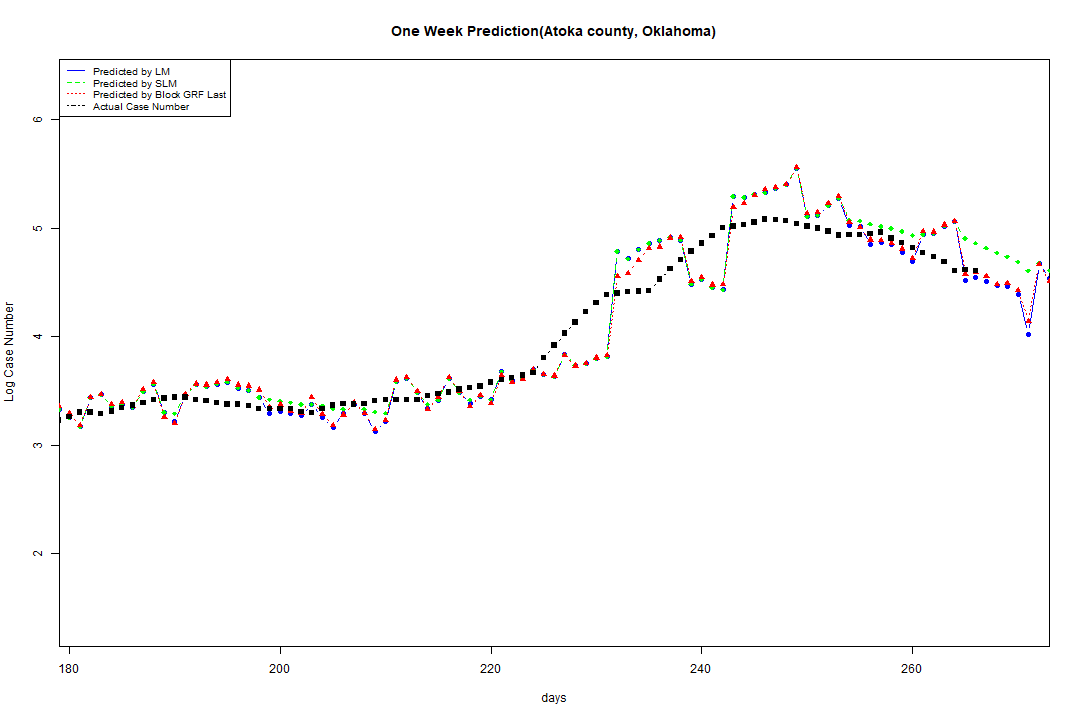 One Week Prediction(Atoka county, Oklahoma)
Predicted by LM
Predicted by SLM
Predicted by Block GRF Last
Actual Case Number
6
5
4
3
2
Log Case Number
180 200 220 240 260
days